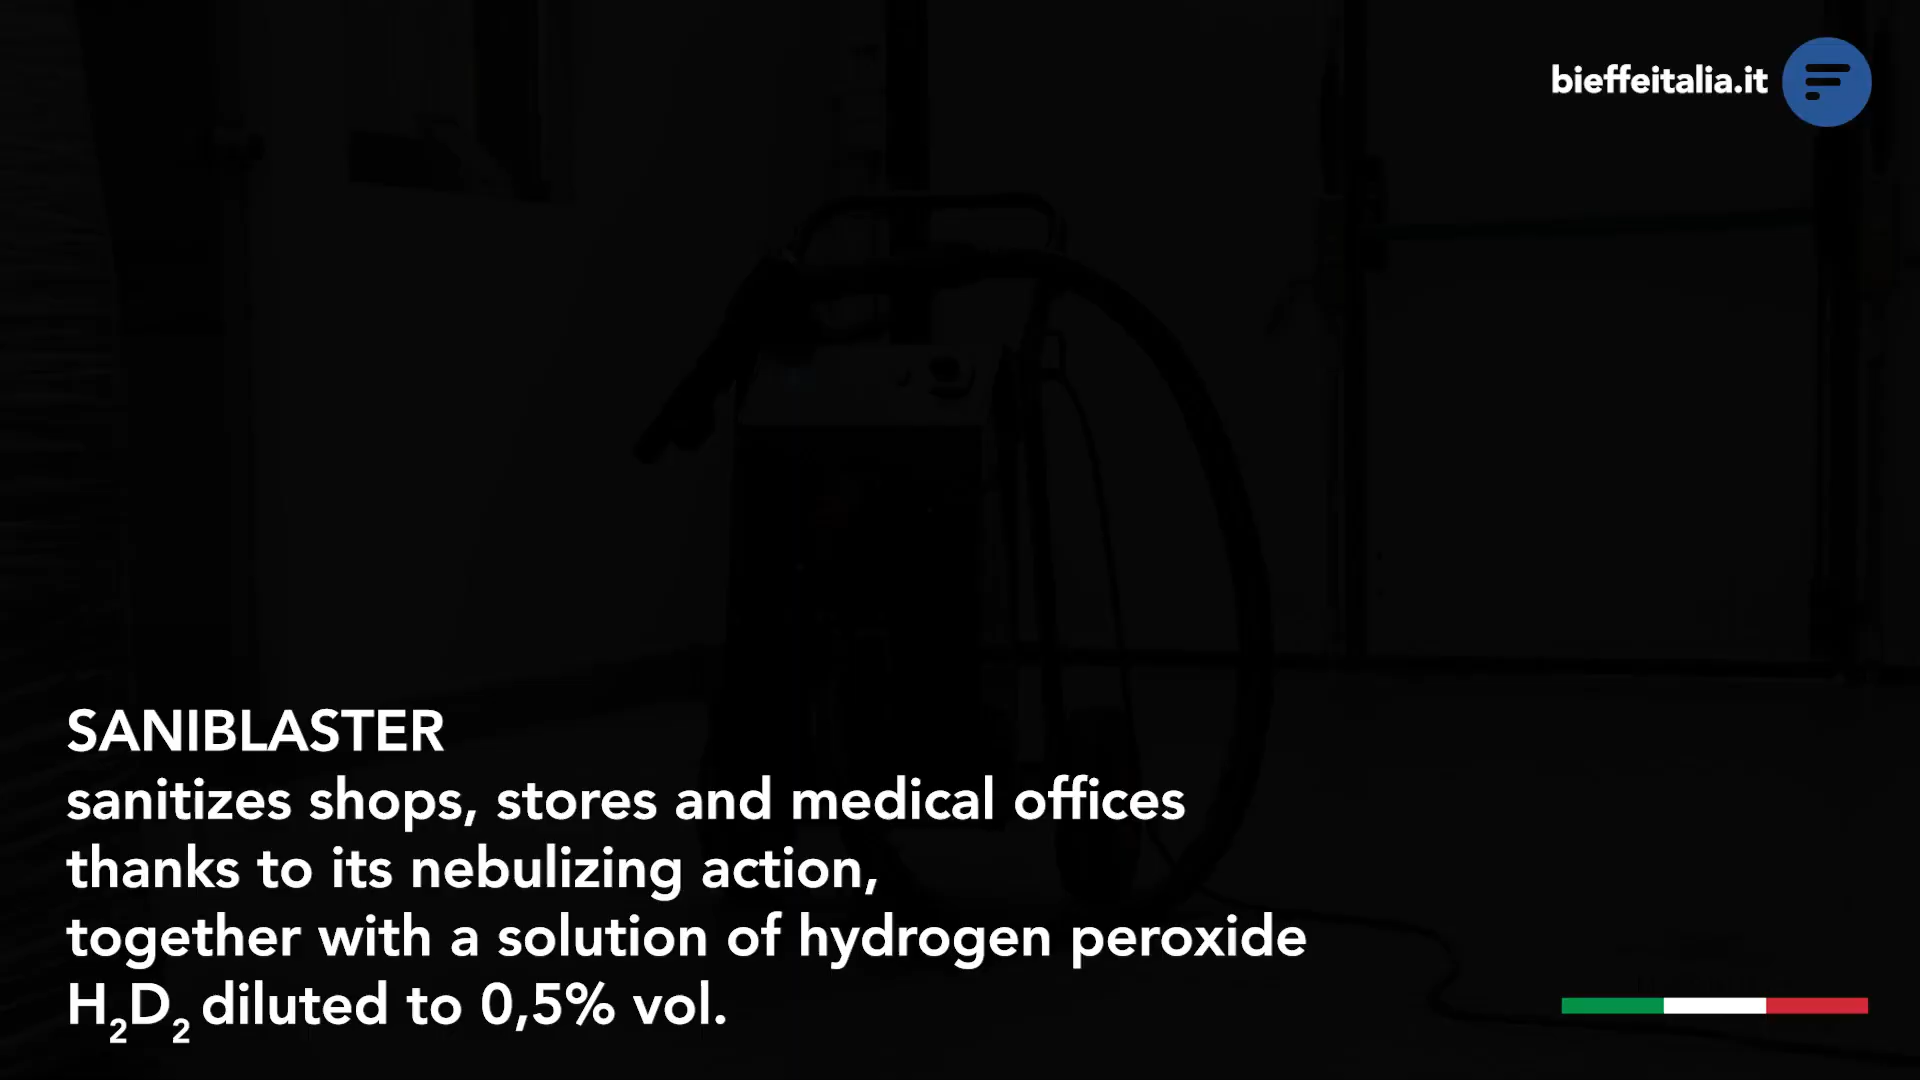 bieffeitalia.it
SANIBLASTER
sanitizes shops, stores and medical offices
thanks to its nebulizing action,
together with a solution of hydrogen peroxide
H₂D₂ diluted to 0,5% vol.